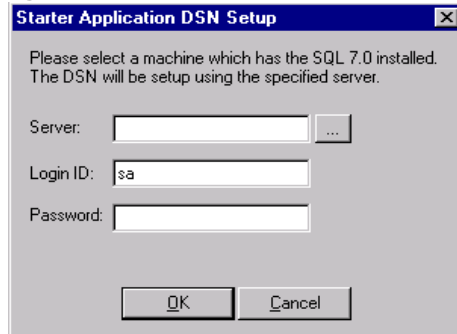 Starter Application DSN Setup
Please select a machine which has the SQL 7.0 installed.
The DSN will be setup using the specified server.
Server:
...
Login ID: sa
Password:
OK Cancel